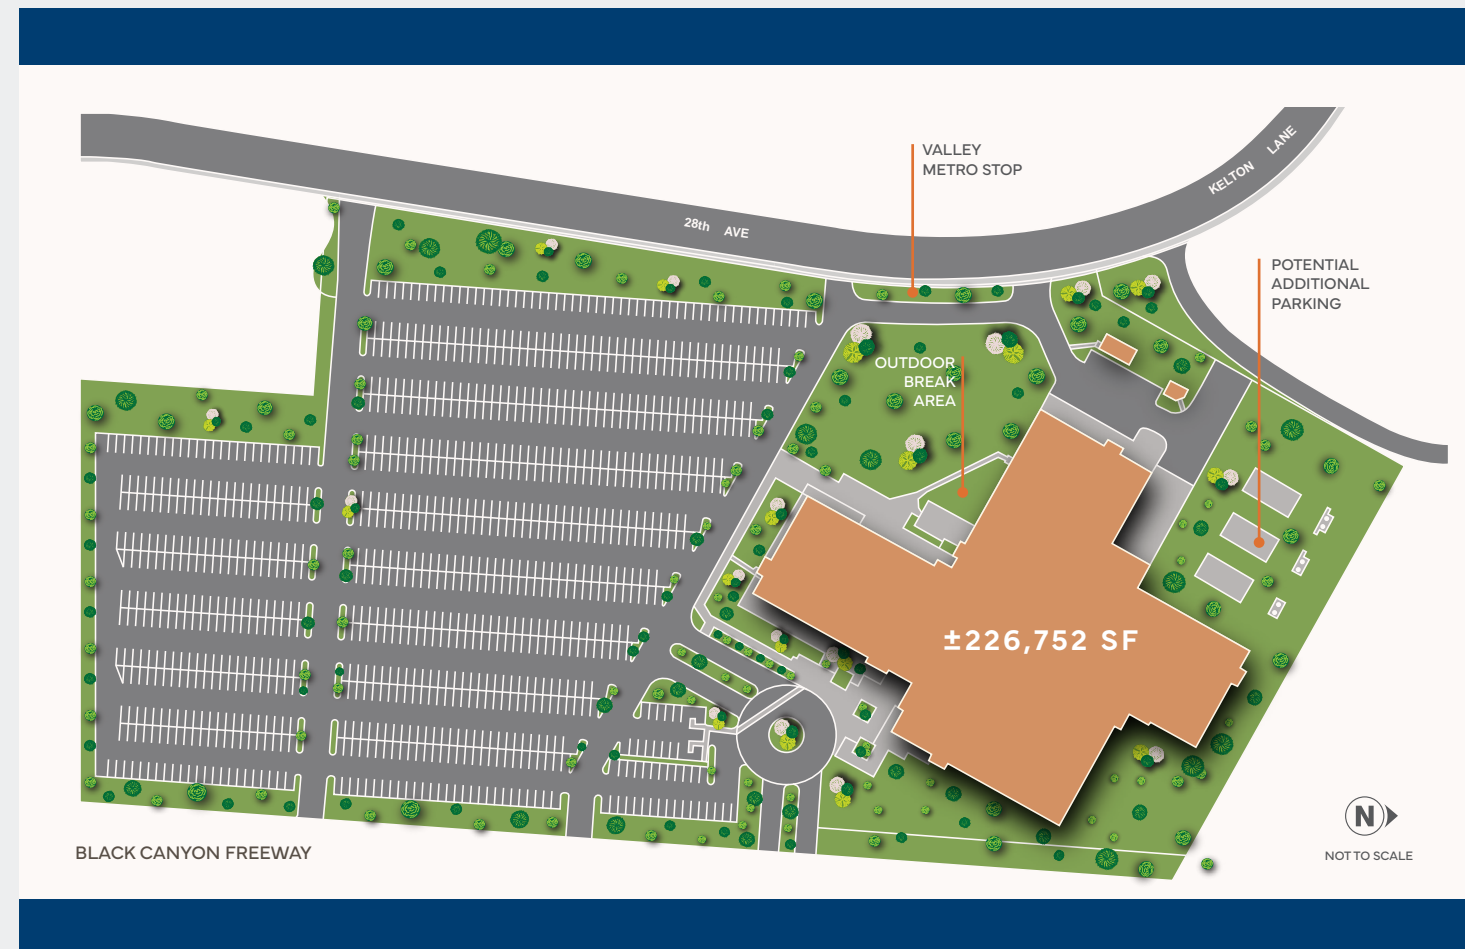 KELTON LANE
VALLEY
METRO STOP
28th AVE
POTENTIAL
ADDITIONAL
PARKING
OUTDOOR
BREAK
AREA
±226,752 SF
N
BLACK CANYON FREEWAY
NOT TO SCALE